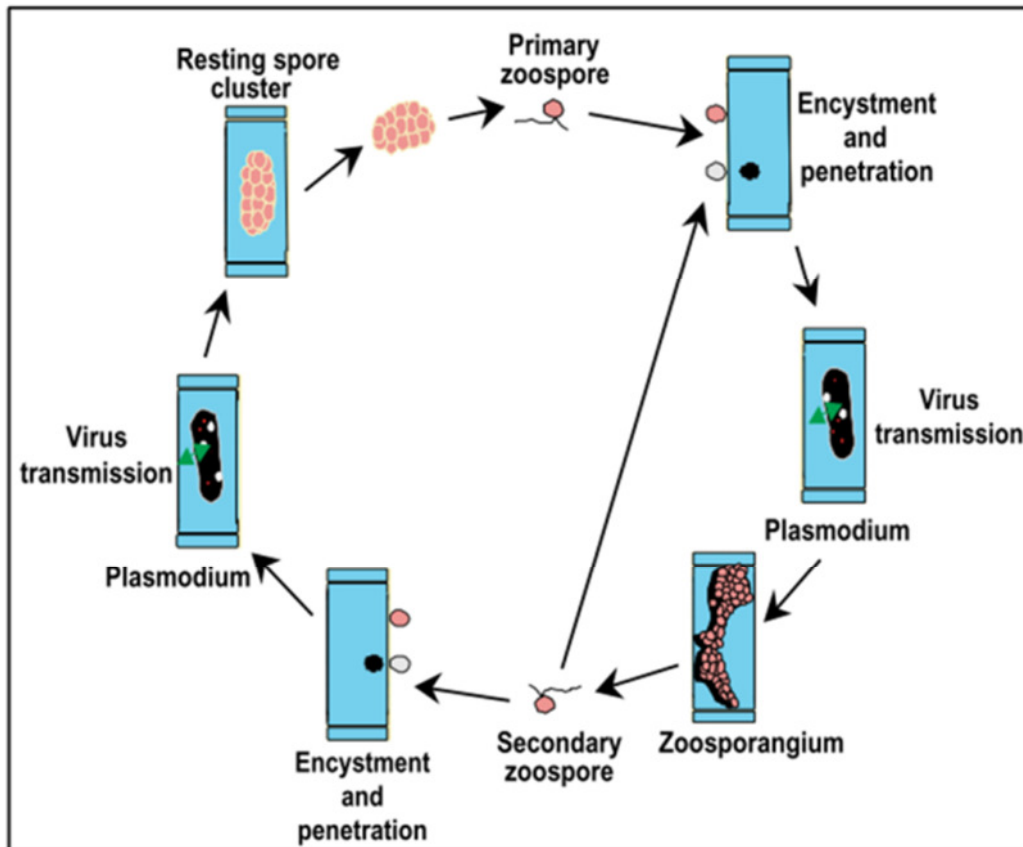 Resting spore
cluster
Primary
zoospore
Encystment
and
penetration
Virus
transmission
Plasmodium
Zoosporangium
Secondary
zoospore
Encystment
and
penetration
Plasmodium
Virus
transmission